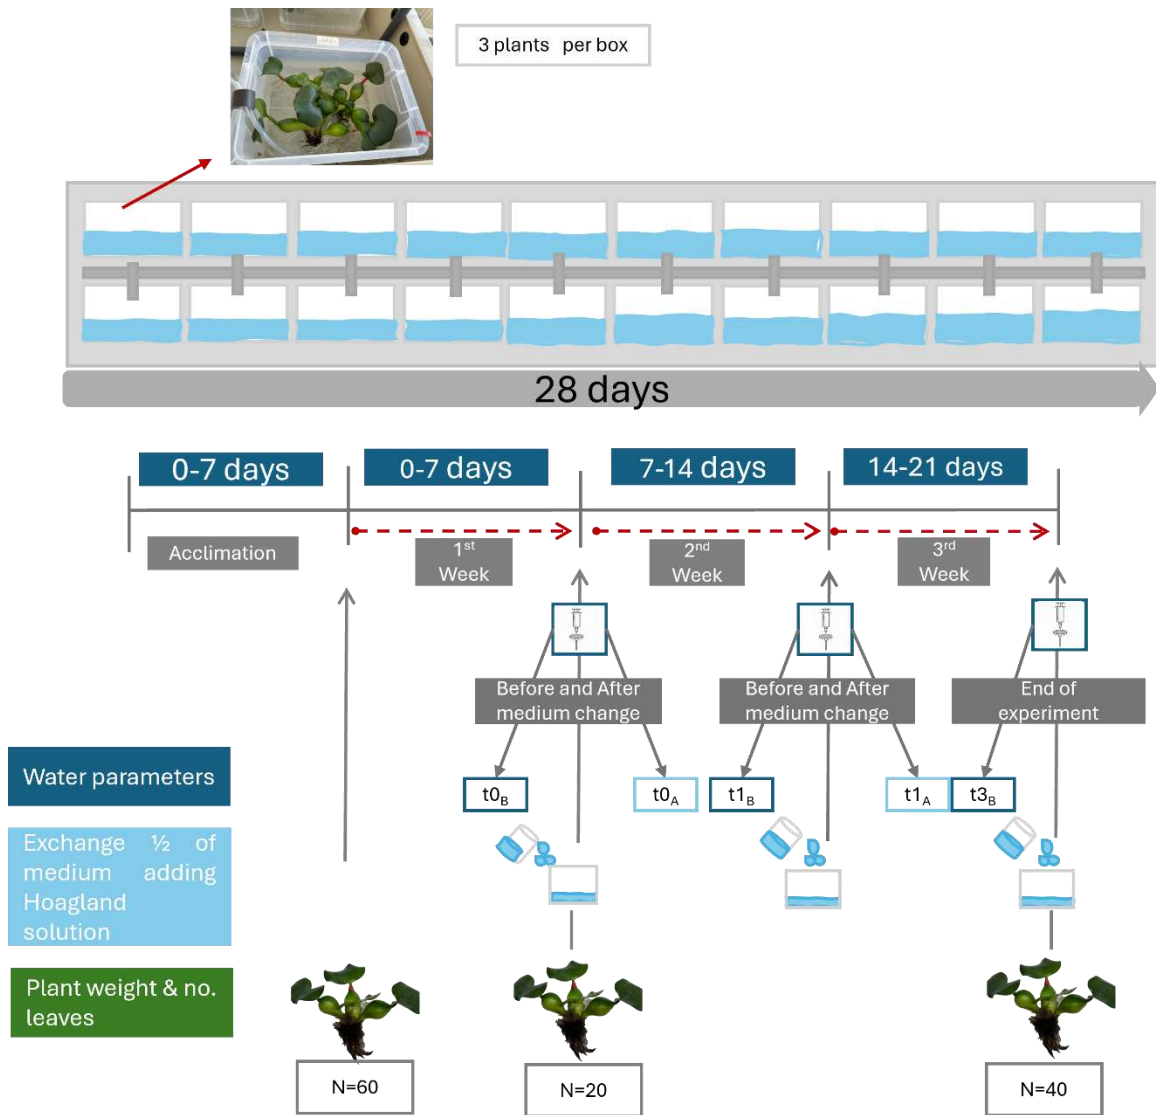 3 plants per box
28 days
0-7 days
0-7 days
7-14 days
14-21 days
Acclimation
1st
Week
2nd
Week
3rd
Week
Before and After
medium change
Before and After
medium change
End of
experiment
Water parameters
t0B
t0A
t1B
t1A
t3B
Exchange ½ of
medium adding
Hoagland
solution
Plant weight & no.
leaves
N=60
N=20
N=40